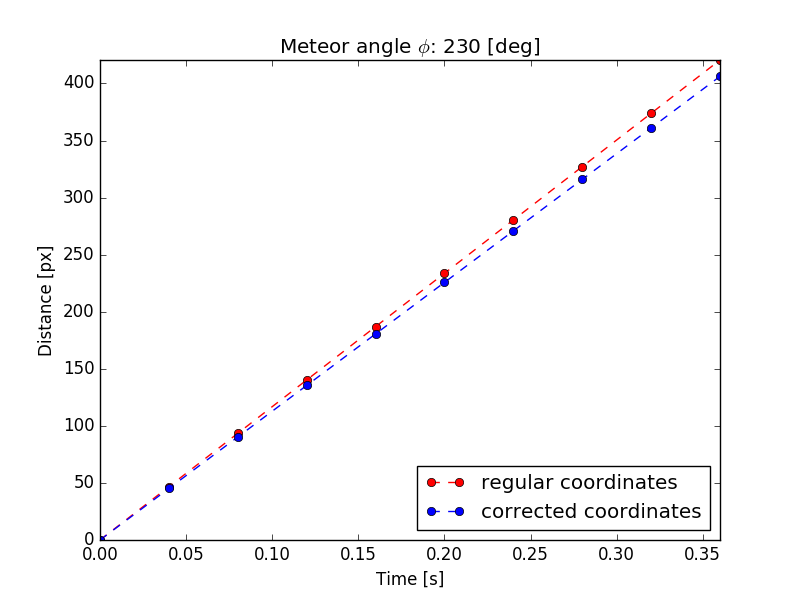 Meteor angle ϕ: 230 [deg]
Distance [px]
400
350
300
250
200
150
100
50
0
regular coordinates
corrected coordinates
0.00 0.05 0.10 0.15 0.20 0.25 0.30 0.35
Time [s]